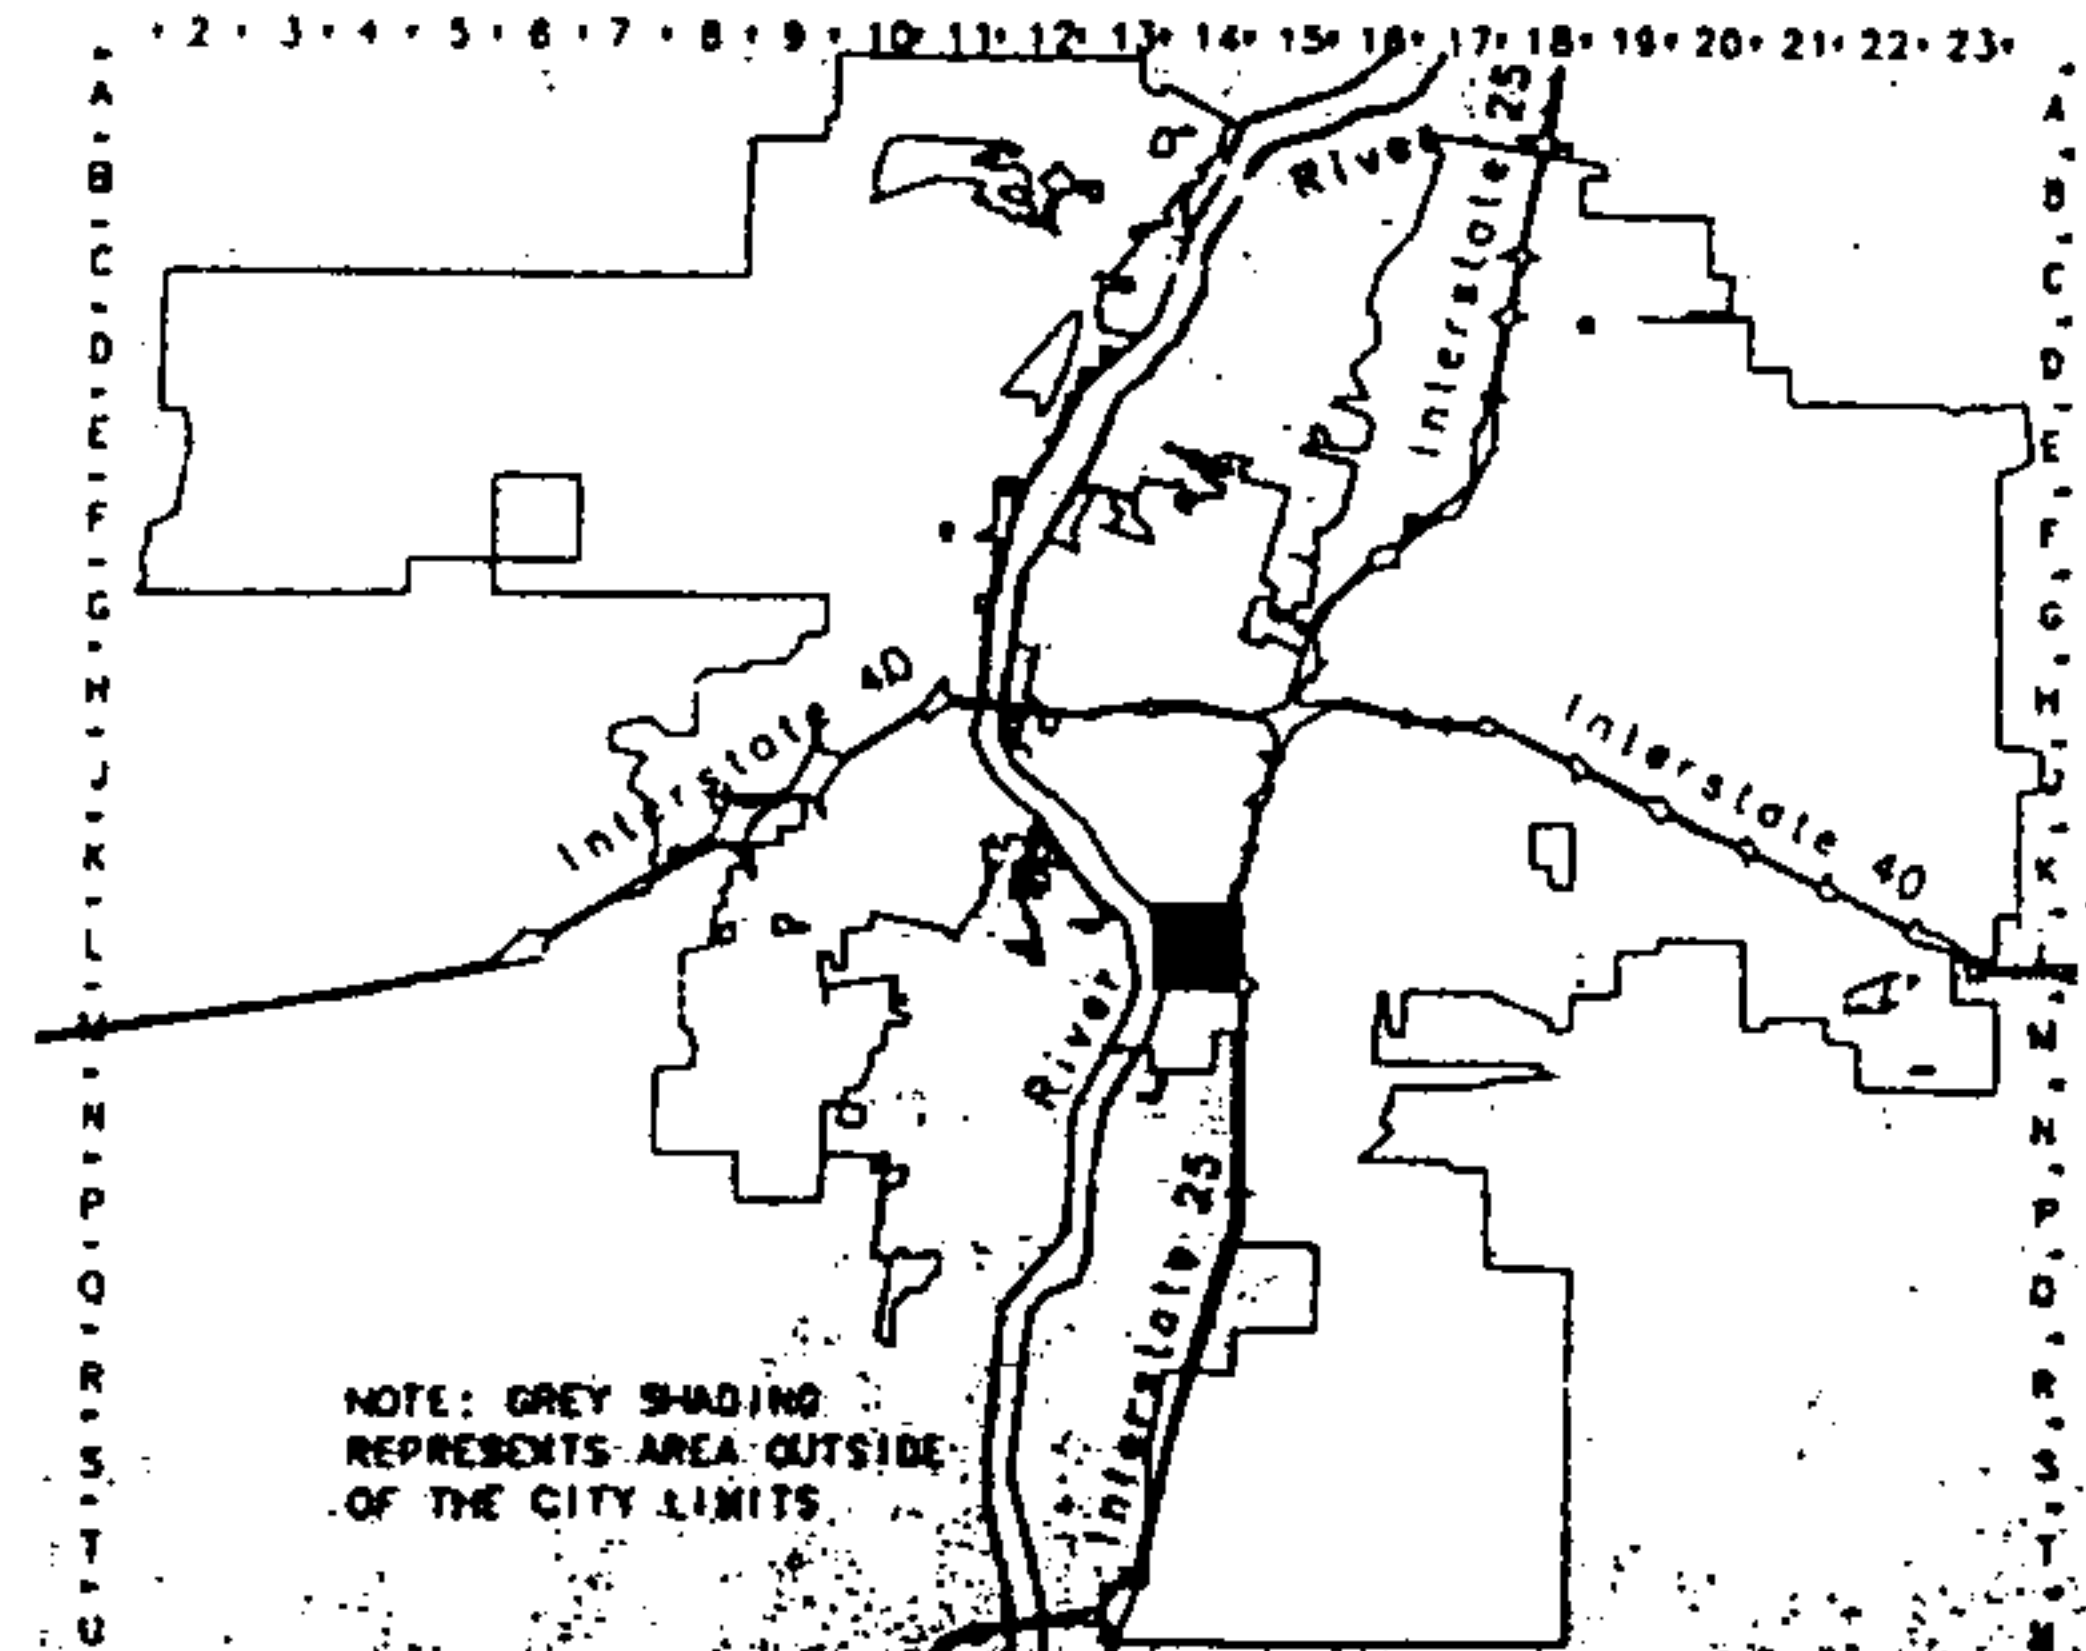 2 · 3 · 4 · 5 · 6 · 7 · 8 · 9 · 10 · 11 · 12 · 13 · 14 · 15 · 16 · 17 · 18 · 19 · 20 · 21 · 22 · 23
A · B · C · D · E · F · G · H · J · K · L · M · N · P · Q · R · S · T · U
A · B · C · D · E · F · G · H · J · K · L · M · N · P · Q · R · S · T
River
Interstate 25
Interstate 40
Interstate 40
River
Interstate 25
NOTE: GREY SHADING
REPRESENTS AREA OUTSIDE
OF THE CITY LIMITS